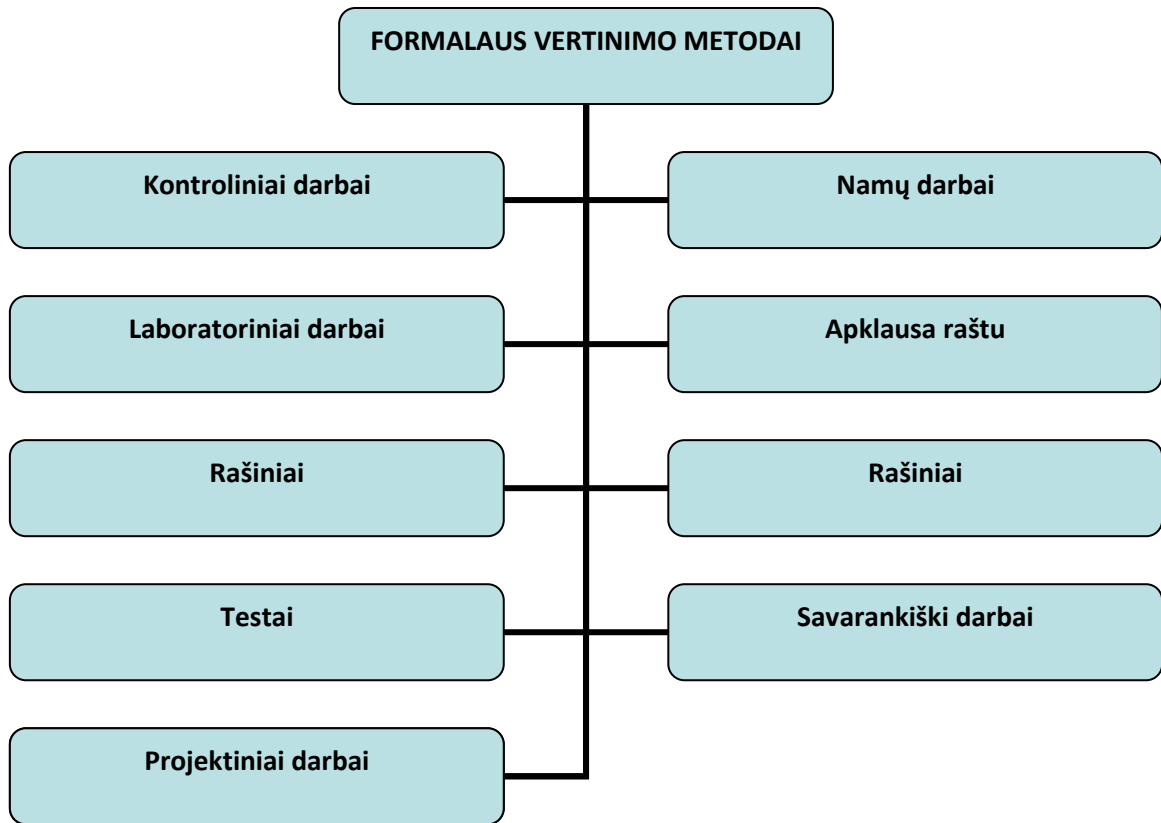 FORMALAUS VERTINIMO METODAI
Kontroliniai darbai
Namų darbai
Laboratoriniai darbai
Apklausa raštu
Rašiniai
Rašiniai
Testai
Savarankiški darbai
Projektiniai darbai